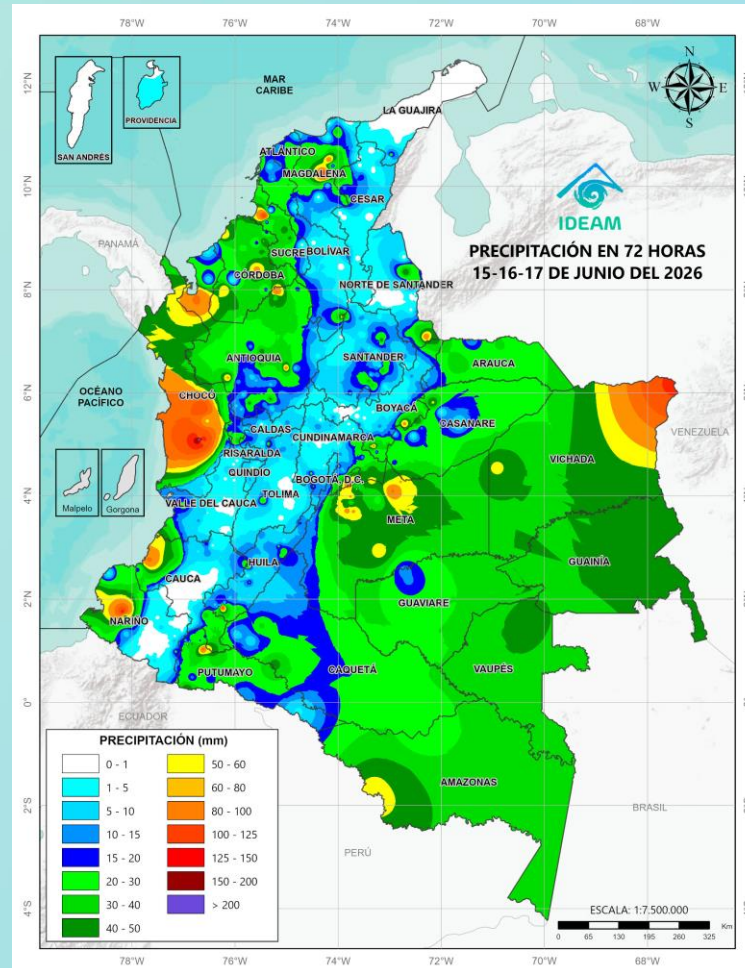 78°W 76°W 74°W 72°W 70°W 68°W
12°N
10°N
8°N
6°N
4°N
2°N
0°
2°S
4°S
N
W E
S
MAR
CARIBE
SAN ANDRÉS
PROVIDENCIA
LA GUAJIRA
ATLÁNTICO
MAGDALENA
CESAR
IDEAM
PRECIPITACIÓN EN 72 HORAS
15-16-17 DE JUNIO DEL 2026
PANAMÁ
SUCRE
BOLÍVAR
CÓRDOBA
NORTE DE SANTANDER
ANTIOQUIA
SANTANDER
ARAUCA
OCÉANO
PACÍFICO
CHOCÓ
BOYACÁ
CASANARE
VENEZUELA
CALDAS
CUNDINAMARCA
RISARALDA
VICHADA
QUINDÍO
BOGOTÁ, D.C.
TOLIMA
Malpelo
Gorgona
VALLE DEL CAUCA
META
GUAINÍA
CAUCA
HUILA
GUAVIARE
NARIÑO
PUTUMAYO
CAQUETÁ
VAUPÉS
ECUADOR
AMAZONAS
BRASIL
PERÚ
PRECIPITACIÓN (mm)
0 - 1
1 - 5
5 - 10
10 - 15
15 - 20
20 - 30
30 - 40
40 - 50
50 - 60
60 - 80
80 - 100
100 - 125
125 - 150
150 - 200
> 200
ESCALA: 1:7.500.000
0 65 130 195 260 325 Km
78°W 76°W 74°W 72°W 70°W 68°W